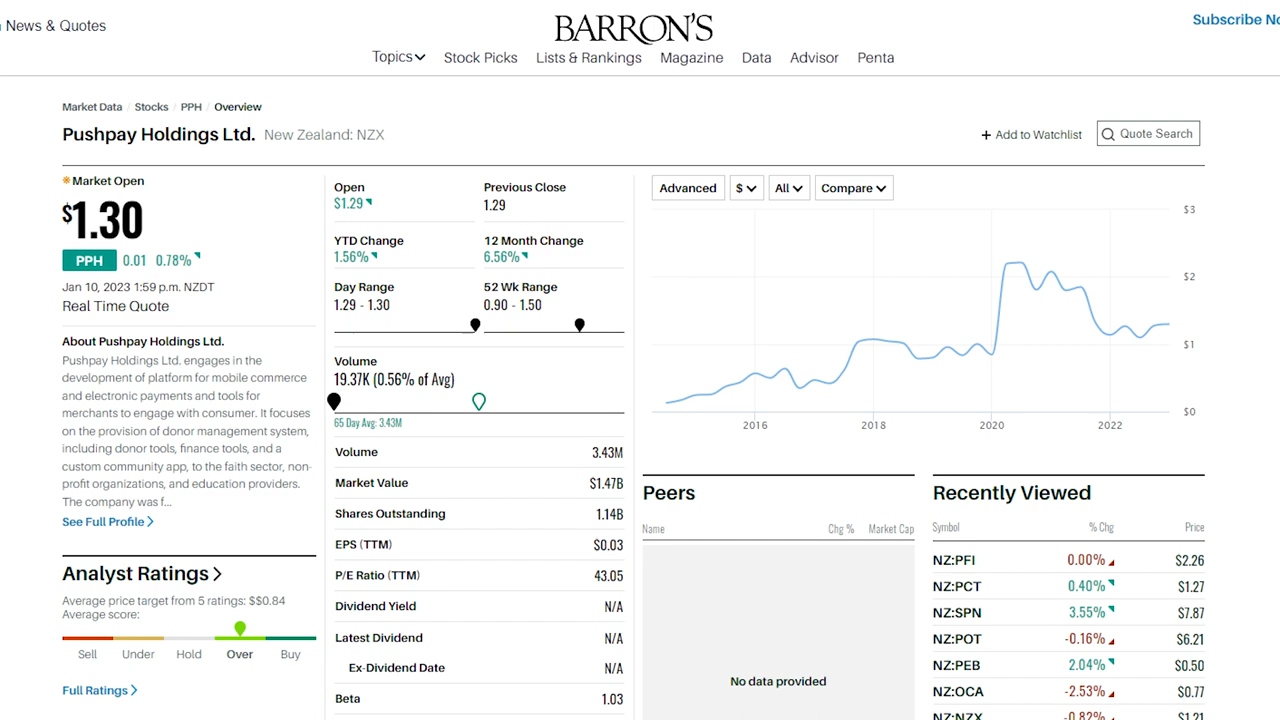 News & Quotes
BARRON'S
Subscribe No
Topics
Stock Picks
Lists & Rankings
Magazine
Data
Advisor
Penta
Market Data / Stocks / PPH / Overview
Pushpay Holdings Ltd. New Zealand: NZX
+ Add to Watchlist
Quote Search
Market Open
$1.30
PPH 0.01 0.78%
Jan 10, 2023 1:59 p.m. NZDT
Real Time Quote
About Pushpay Holdings Ltd.
Pushpay Holdings Ltd. engages in the
development of platform for mobile commerce
and electronic payments and tools for
merchants to engage with consumer. It focuses
on the provision of donor management system,
including donor tools, finance tools, and a
custom community app, to the faith sector, non-
profit organizations, and education providers.
The company was f...
See Full Profile
Analyst Ratings
Average price target from 5 ratings: $$0.84
Average score:
Sell Under Hold Over Buy
Full Ratings
Open
$1.29
Previous Close
1.29
YTD Change
1.56%
12 Month Change
6.56%
Day Range
1.29 - 1.30
52 Wk Range
0.90 - 1.50
Volume
19.37K (0.56% of Avg)
65 Day Avg: 3.43M
Volume 3.43M
Market Value $1.47B
Shares Outstanding 1.14B
EPS (TTM) $0.03
P/E Ratio (TTM) 43.05
Dividend Yield N/A
Latest Dividend N/A
Ex-Dividend Date N/A
Beta 1.03
Advanced $ All Compare
$3
$2
$1
$0
2016 2018 2020 2022
Peers
Name Chg % Market Cap
No data provided
Recently Viewed
Symbol % Chg Price
NZ:PFI 0.00% $2.26
NZ:PCT 0.40% $1.27
NZ:SPN 3.55% $7.87
NZ:POT -0.16% $6.21
NZ:PEB 2.04% $0.50
NZ:OCA -2.53% $0.77
NZ:NZX -0.82% $1.21